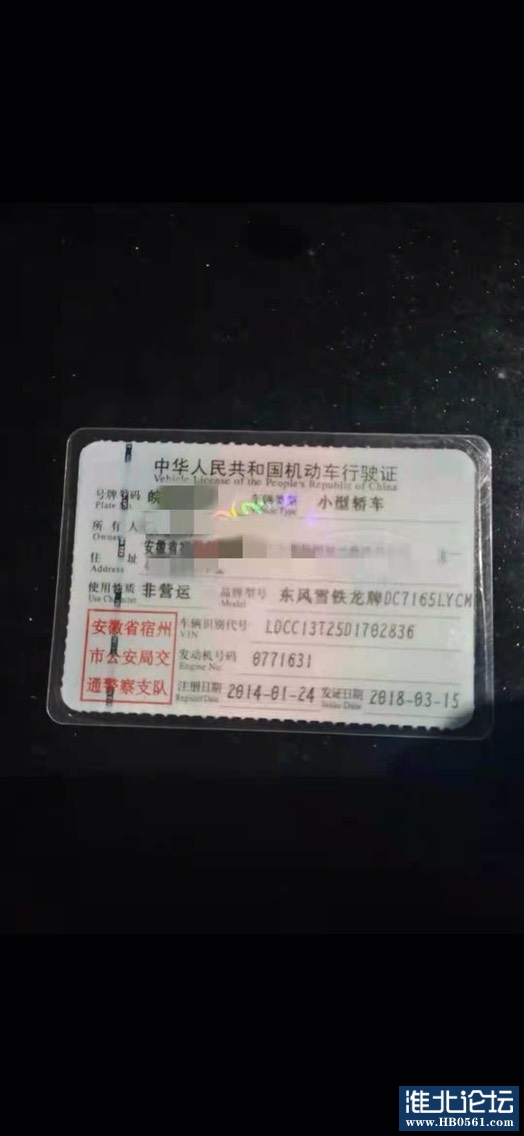 中华人民共和国机动车行驶证
Vehicle License of the People's Republic of China
号牌号码 皖 车辆类型 小型轿车
Plate No. Vehicle Type
所有人
Owner
住址 安徽省宿
Address
使用性质 非营运 品牌型号 东风雪铁龙牌DC7165LYCM
Use Character Model
安徽省宿州
市公安局交
通警察支队
车辆识别代号 LDCC13T25D1702836
VIN
发动机号码 0771631
Engine No.
注册日期 2014-01-24 发证日期 2018-03-15
Register Date Issue Date
淮北论坛
www.HB0561.com